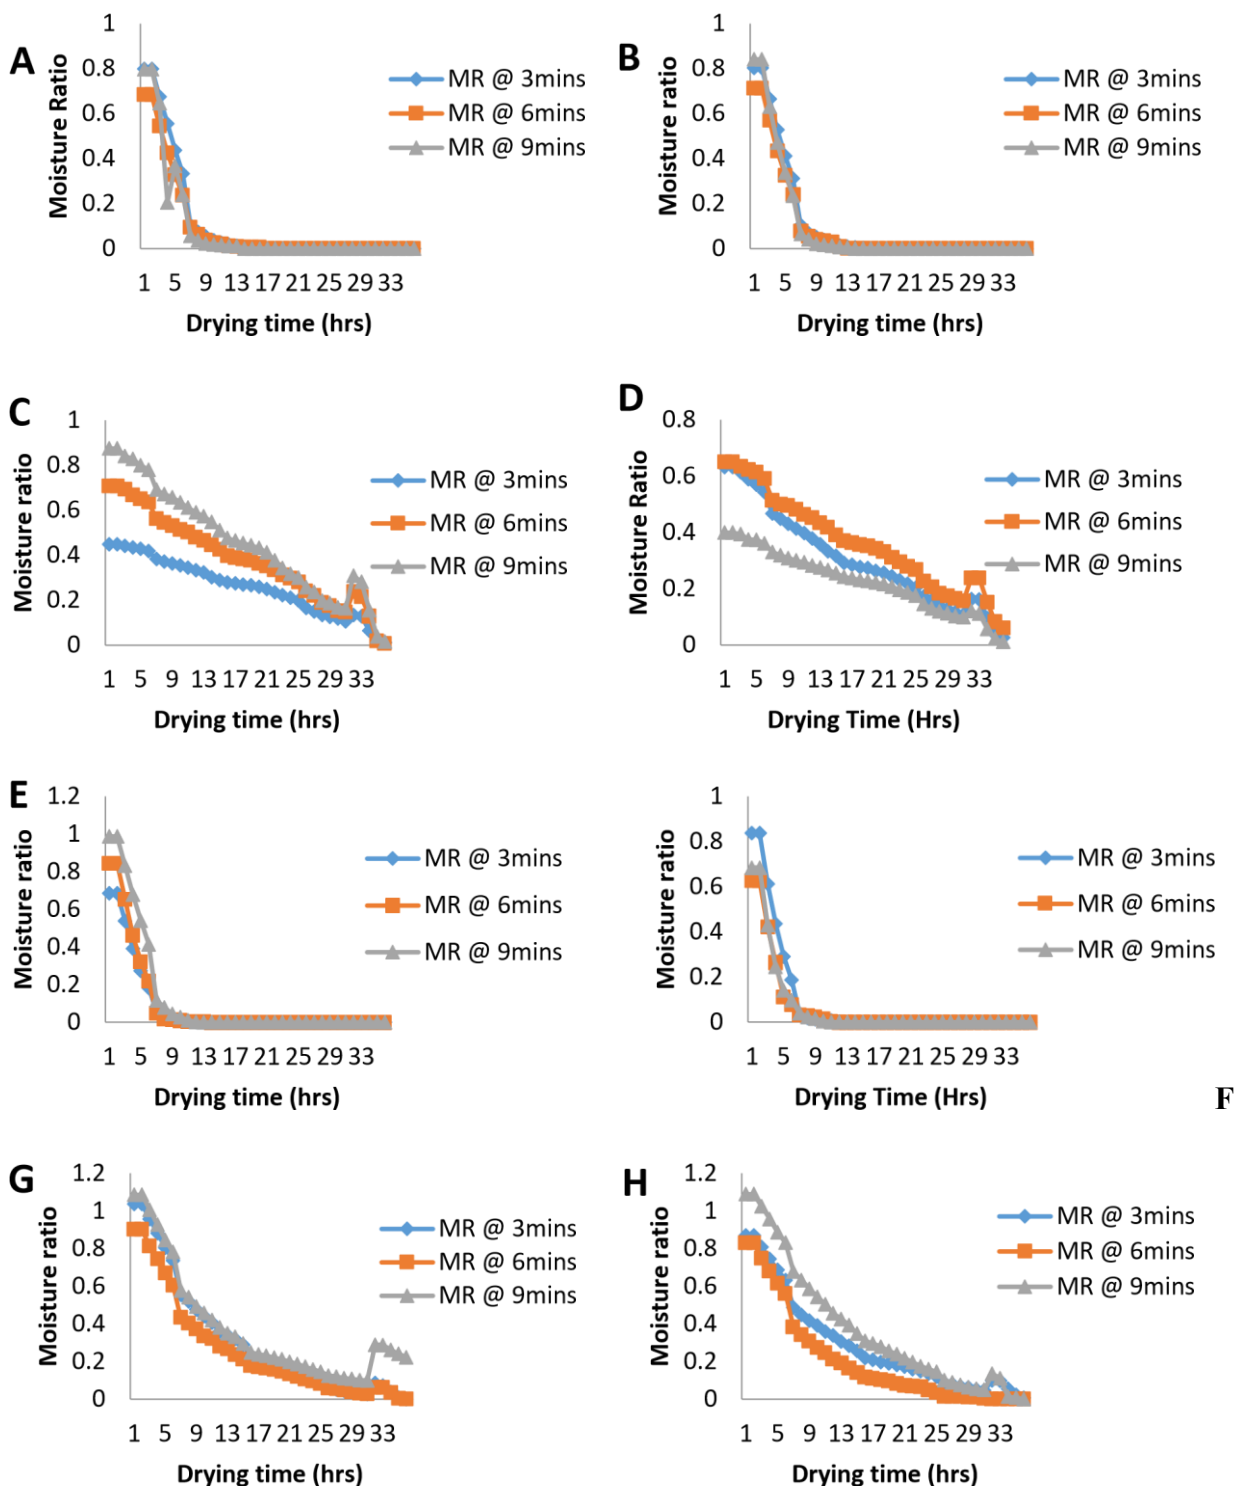 A
Moisture Ratio
1
0.8
0.6
0.4
0.2
0
1 5 9 13 17 21 25 29 33
Drying time (hrs)
MR @ 3mins
MR @ 6mins
MR @ 9mins
B
Moisture ratio
1
0.8
0.6
0.4
0.2
0
1 5 9 13 17 21 25 29 33
Drying time (hrs)
MR @ 3mins
MR @ 6mins
MR @ 9mins
C
Moisture ratio
1
0.8
0.6
0.4
0.2
0
1 5 9 13 17 21 25 29 33
Drying time (hrs)
MR @ 3mins
MR @ 6mins
MR @ 9mins
D
Moisture Ratio
0.8
0.6
0.4
0.2
0
1 5 9 13 17 21 25 29 33
Drying Time (Hrs)
MR @ 3mins
MR @ 6mins
MR @ 9mins
E
Moisture ratio
1.2
1
0.8
0.6
0.4
0.2
0
1 5 9 13 17 21 25 29 33
Drying time (hrs)
MR @ 3mins
MR @ 6mins
MR @ 9mins
Moisture ratio
1
0.8
0.6
0.4
0.2
0
1 5 9 13 17 21 25 29 33
Drying Time (Hrs)
MR @ 3mins
MR @ 6mins
MR @ 9mins
F
G
Moisture ratio
1.2
1
0.8
0.6
0.4
0.2
0
1 5 9 13 17 21 25 29 33
Drying time (hrs)
MR @ 3mins
MR @ 6mins
MR @ 9mins
H
Moisture ratio
1.2
1
0.8
0.6
0.4
0.2
0
1 5 9 13 17 21 25 29 33
Drying time (hrs)
MR @ 3mins
MR @ 6mins
MR @ 9mins